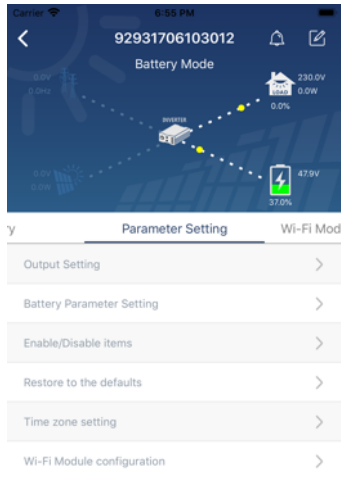 Carrier 6:55 PM
92931706103012
Battery Mode
0.0V
0.0Hz
230.0V
0.0W
LOAD
0.0%
INVERTER
0.0V
0.0W
47.9V
37.0%
ry Parameter Setting Wi-Fi Mod
Output Setting
Battery Parameter Setting
Enable/Disable items
Restore to the defaults
Time zone setting
Wi-Fi Module configuration